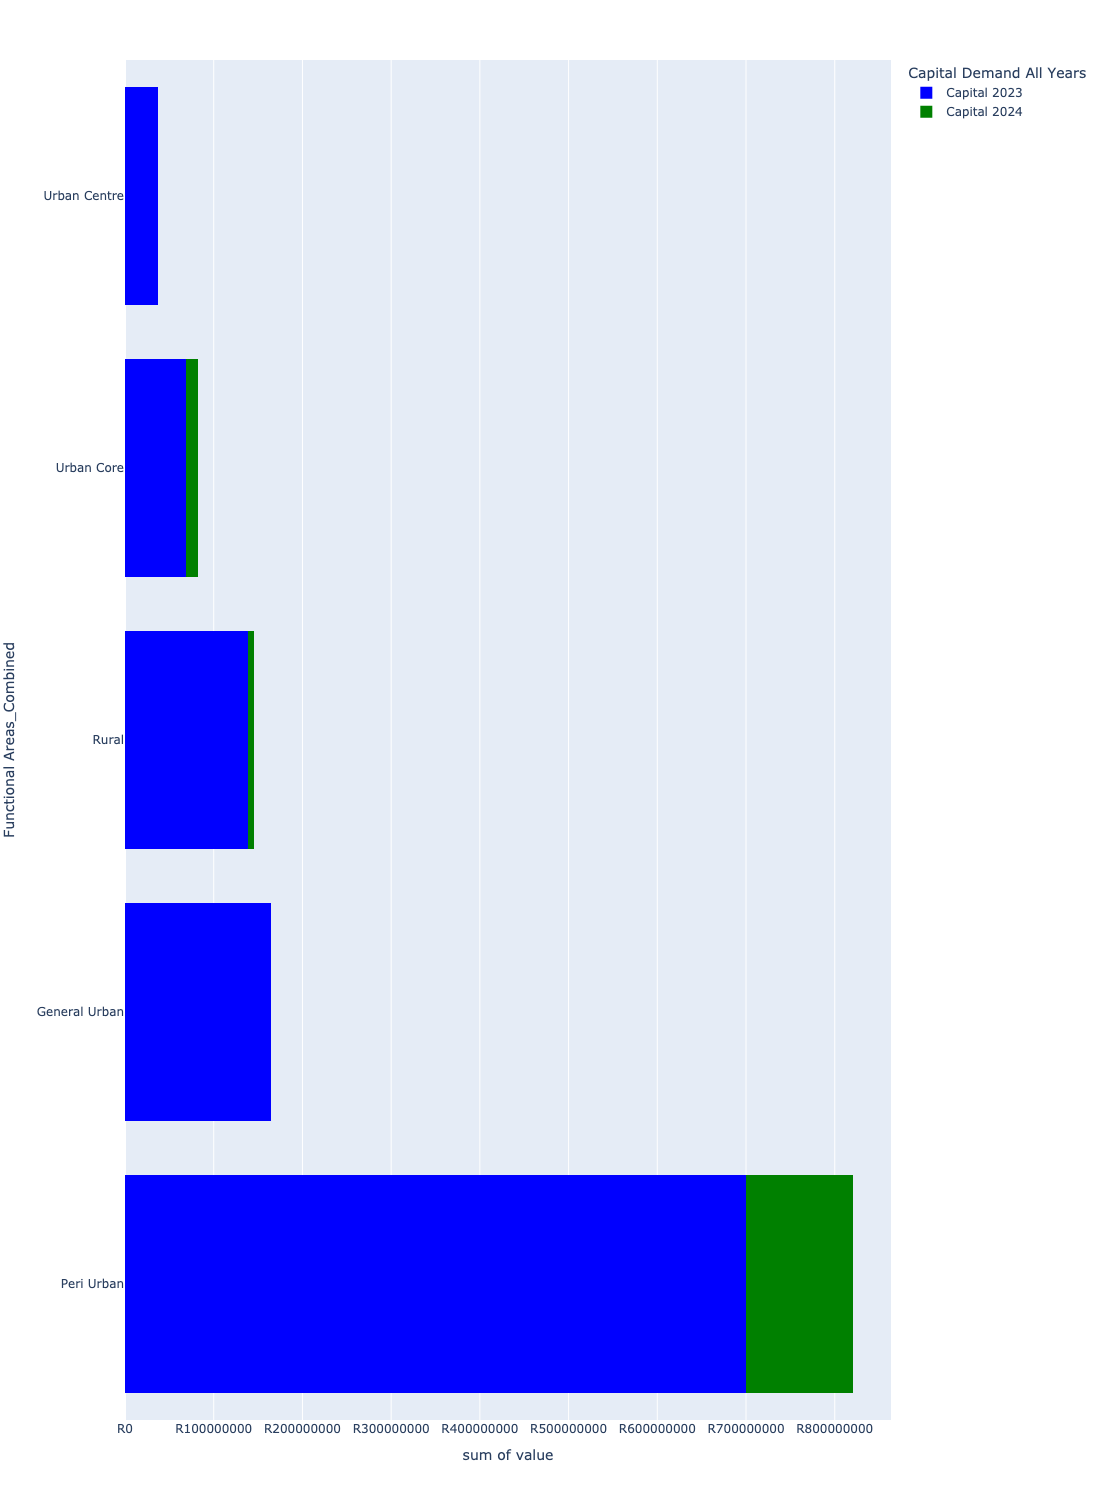 Capital Demand All Years
Capital 2023
Capital 2024
Functional Areas_Combined
Urban Centre
Urban Core
Rural
General Urban
Peri Urban
R0 R100000000 R200000000 R300000000 R400000000 R500000000 R600000000 R700000000 R800000000
sum of value